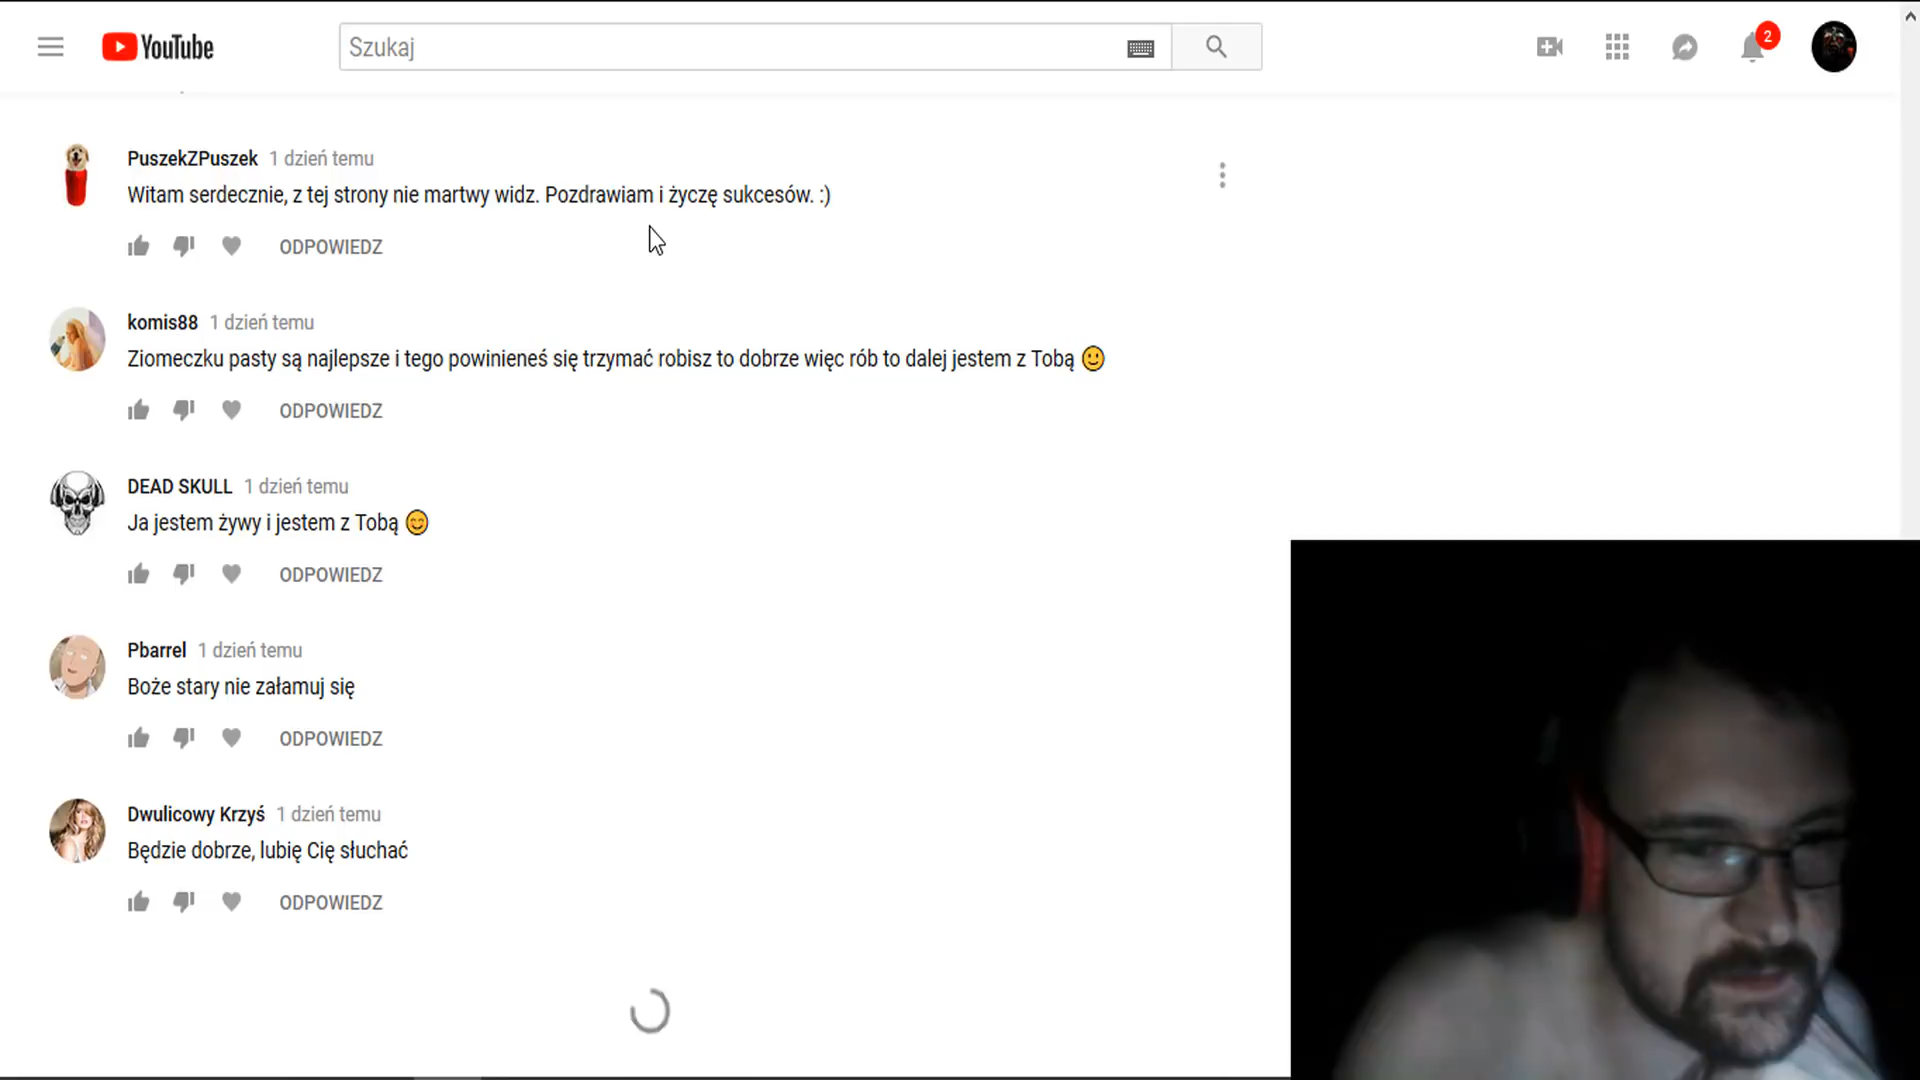 YouTube
Szukaj
2
PuszekZPuszek 1 dzień temu
Witam serdecznie, z tej strony nie martwy widz. Pozdrawiam i życzę sukcesów. :)
ODPOWIEDZ
komis88 1 dzień temu
Ziomeczku pasty są najlepsze i tego powinieneś się trzymać robisz to dobrze więc rób to dalej jestem z Tobą 🙂
ODPOWIEDZ
DEAD SKULL 1 dzień temu
Ja jestem żywy i jestem z Tobą 😊
ODPOWIEDZ
Pbarrel 1 dzień temu
Boże stary nie załamuj się
ODPOWIEDZ
Dwulicowy Krzyś 1 dzień temu
Będzie dobrze, lubię Cię słuchać
ODPOWIEDZ